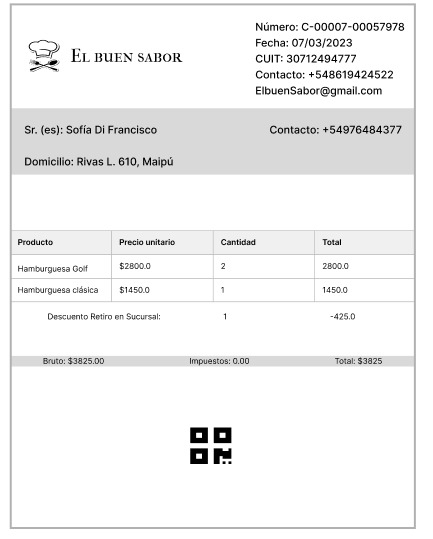 EL BUEN SABOR
Número: C-00007-00057978
Fecha: 07/03/2023
CUIT: 30712494777
Contacto: +548619424522
ElbuenSabor@gmail.com
Sr. (es): Sofía Di Francisco Contacto: +54976484377
Domicilio: Rivas L. 610, Maipú
Producto Precio unitario Cantidad Total
Hamburguesa Golf $2800.0 2 2800.0
Hamburguesa clásica $1450.0 1 1450.0
Descuento Retiro en Sucursal: 1 -425.0
Bruto: $3825.00 Impuestos: 0.00 Total: $3825